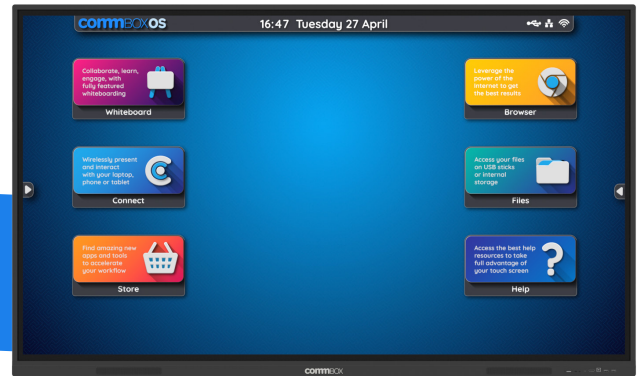 commBOXOS
16:47 Tuesday 27 April
Collaborate, learn,
engage, with
fully featured
whiteboarding
Whiteboard
Leverage the
power of the
internet to get
the best results
Browser
Wirelessly present
and interact
with your laptop,
phone or tablet
Connect
Access your files
on USB sticks
or internal
storage
Files
Find amazing new
apps and tools
to accelerate
your workflow
Store
Access the best help
resources to take
full advantage of
your touch screen
Help
commBOX